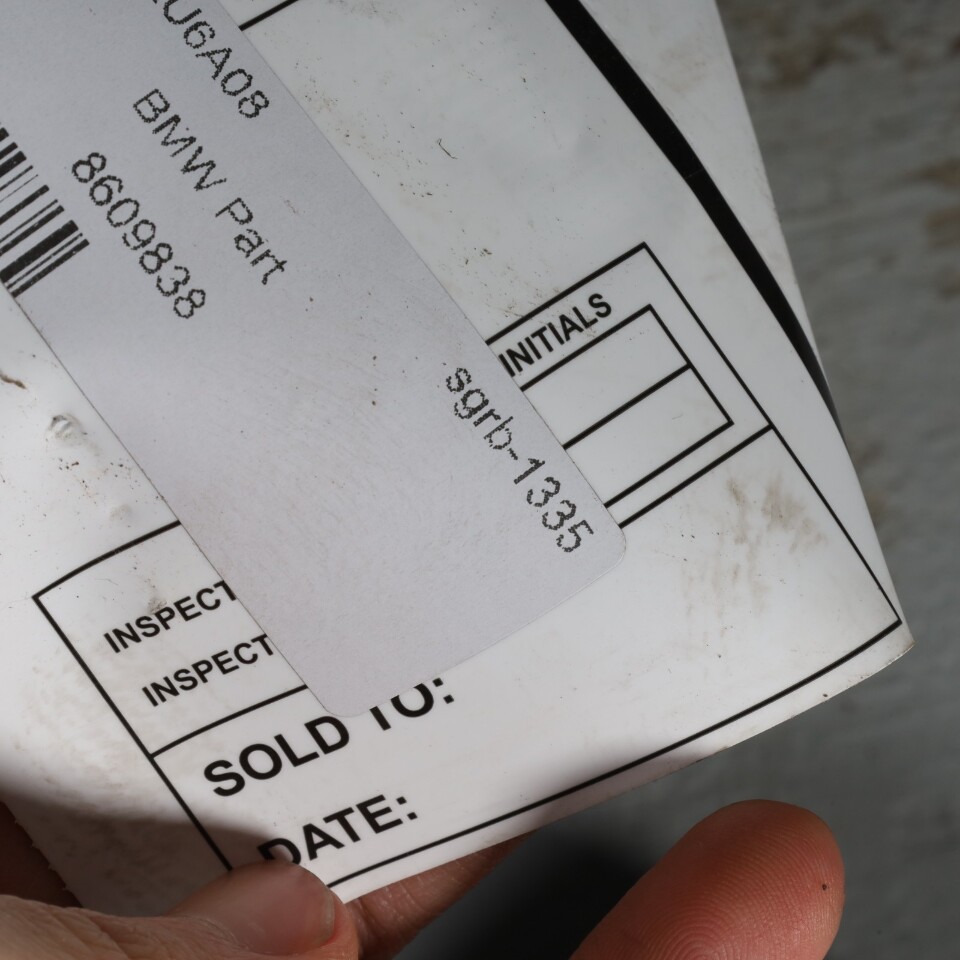 U6A08
BMW Part
8609838
sgrb-1335
INITIALS
INSPECT
INSPECT
SOLD TO:
DATE: